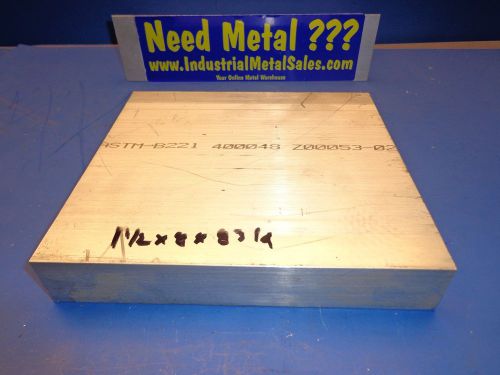 Need Metal ???
www.IndustrialMetalSales.com
Your Online Metal Warehouse
ASTM-B221 400048 Z00053-02
1 1/2 x 8 x 8 3/4